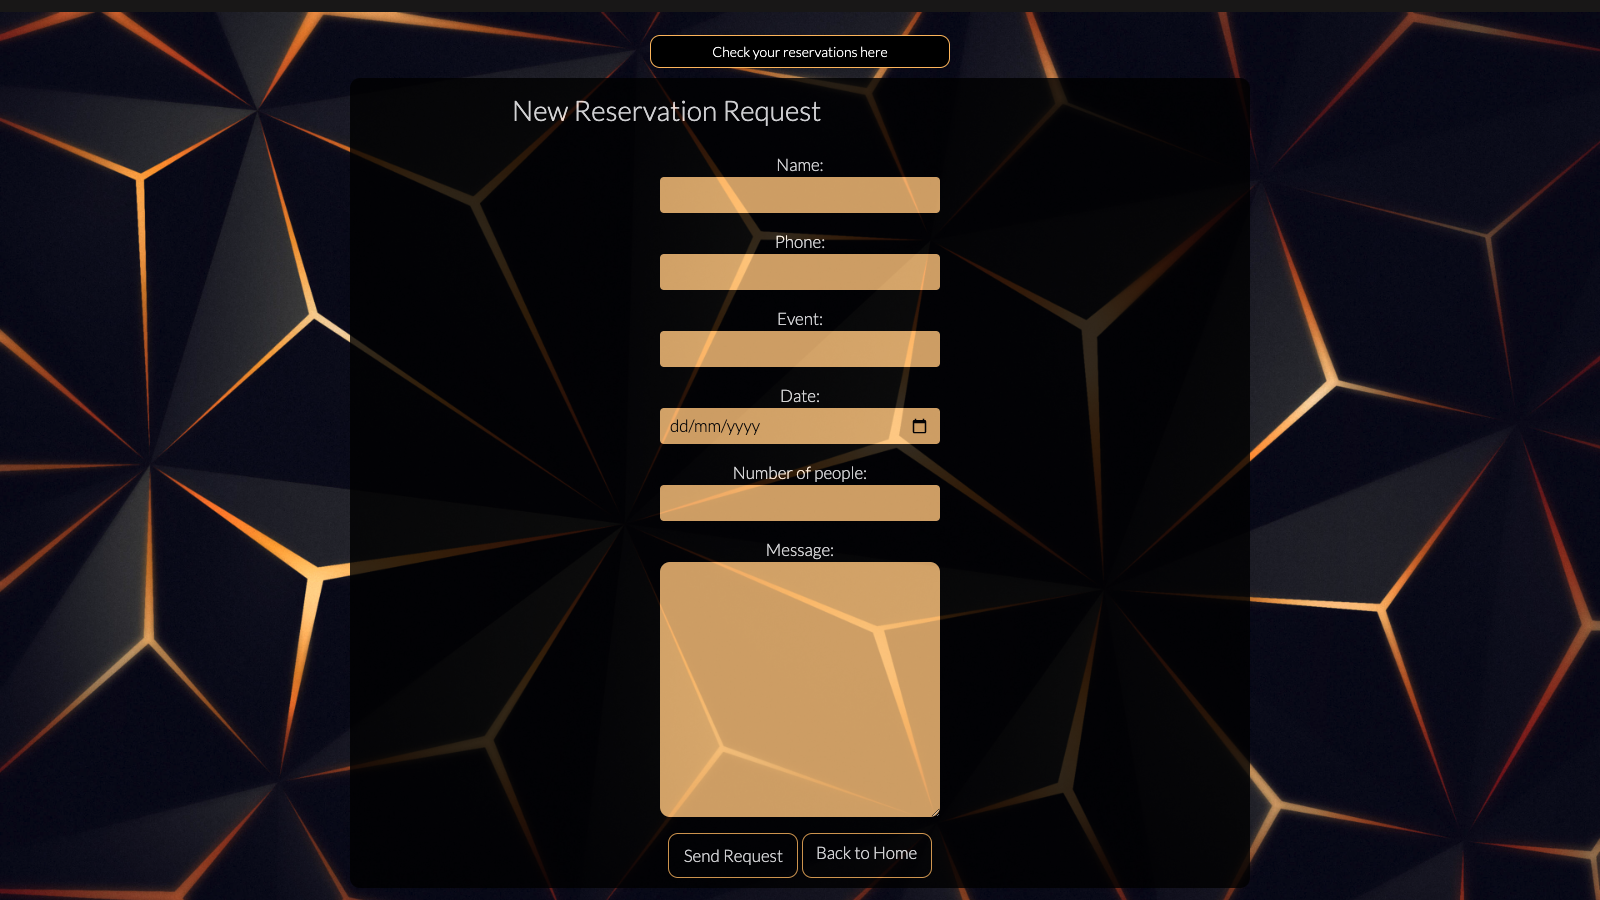 Check your reservations here
New Reservation Request
Name:
Phone:
Event:
Date:
dd/mm/yyyy
Number of people:
Message:
Send Request
Back to Home